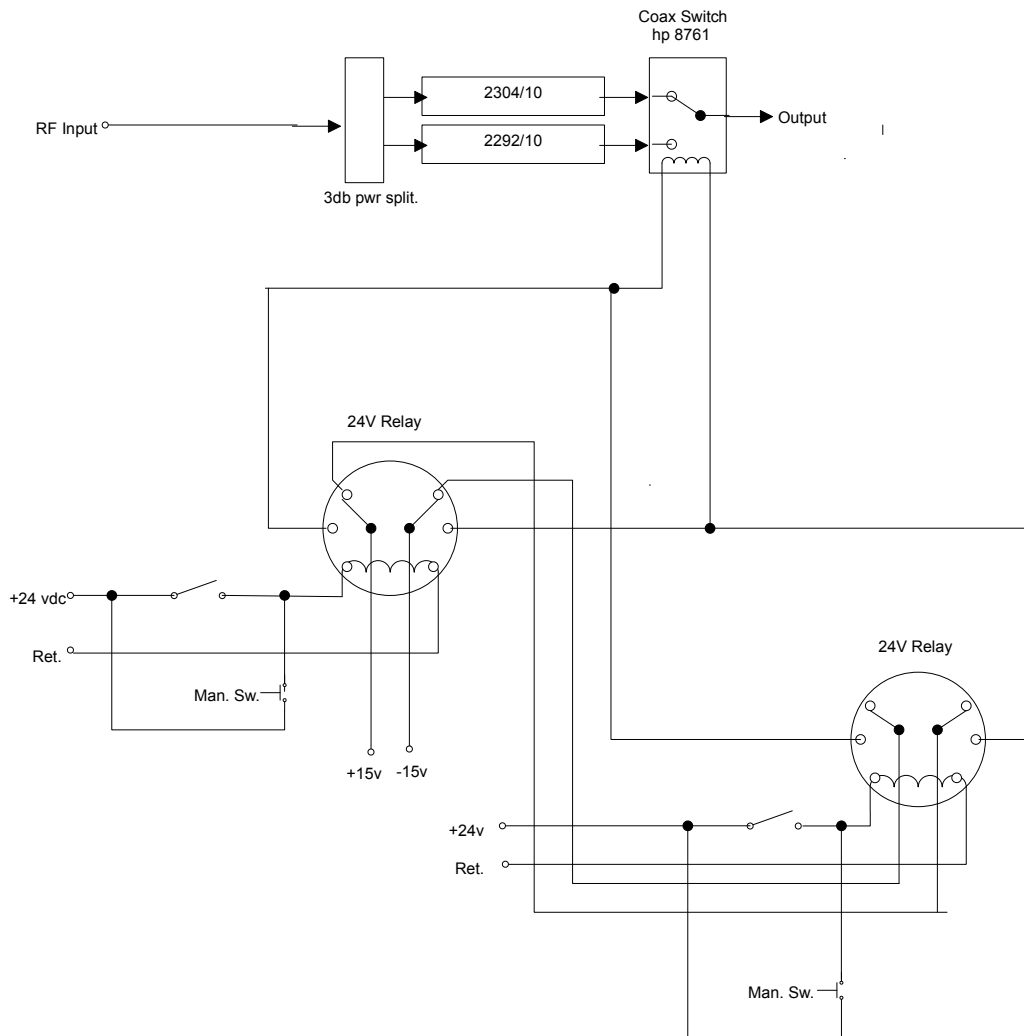 Coax Switch
hp 8761
2304/10
RF Input
Output
2292/10
3db pwr split.
24V Relay
+24 vdc
Ret.
Man. Sw.
+15v -15v
24V Relay
+24v
Ret.
Man. Sw.